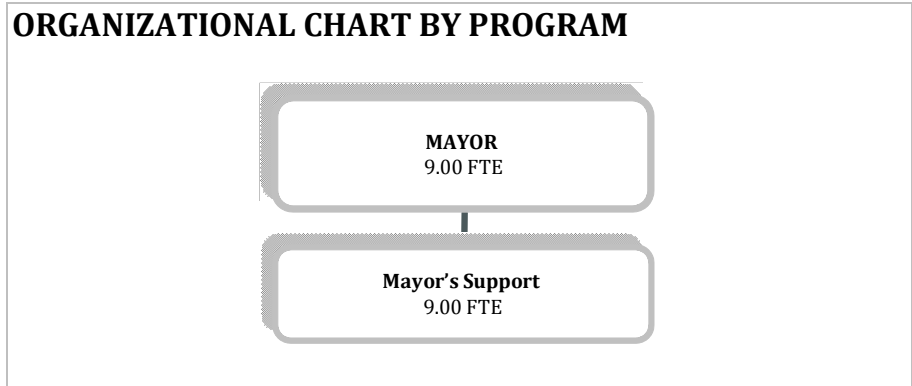 ORGANIZATIONAL CHART BY PROGRAM
MAYOR
9.00 FTE
Mayor’s Support
9.00 FTE